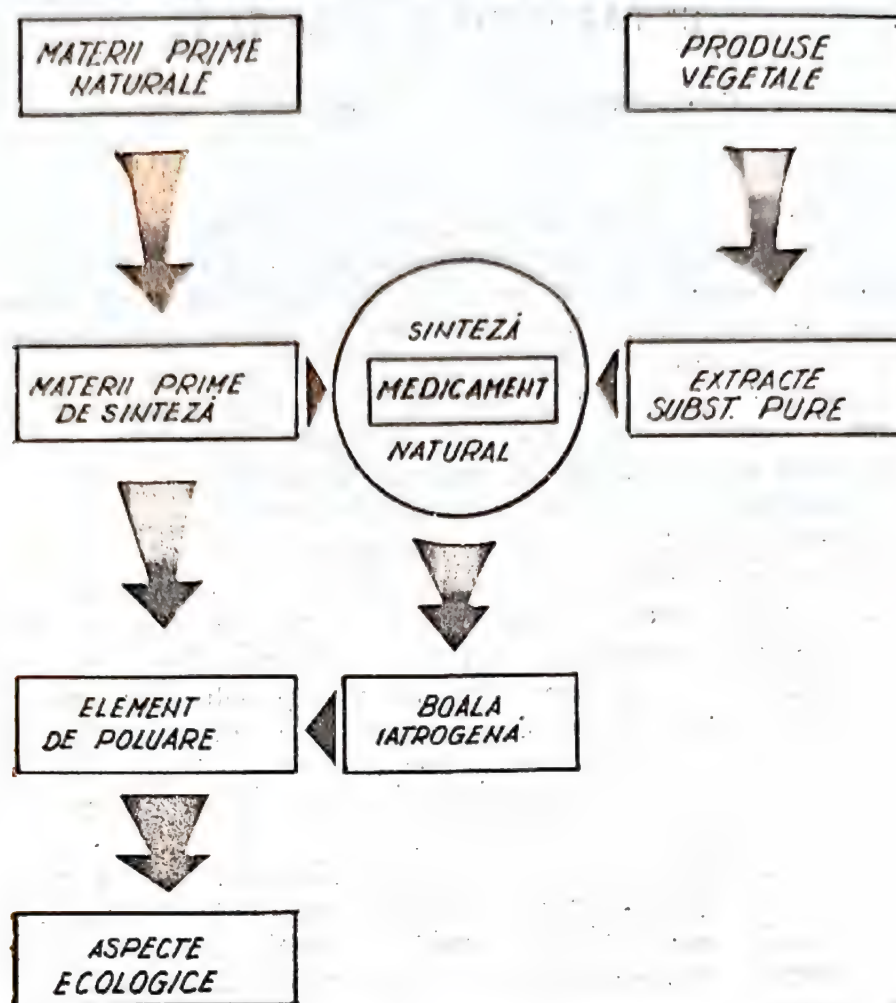 MATERII PRIME
NATURALE
PRODUSE
VEGETALE
MATERII PRIME
DE SINTEZĂ
SINTEZĂ
MEDICAMENT
NATURAL
EXTRACTE
SUBST. PURE
ELEMENT
DE POLUARE
BOALA
IATROGENĂ
ASPECTE
ECOLOGICE